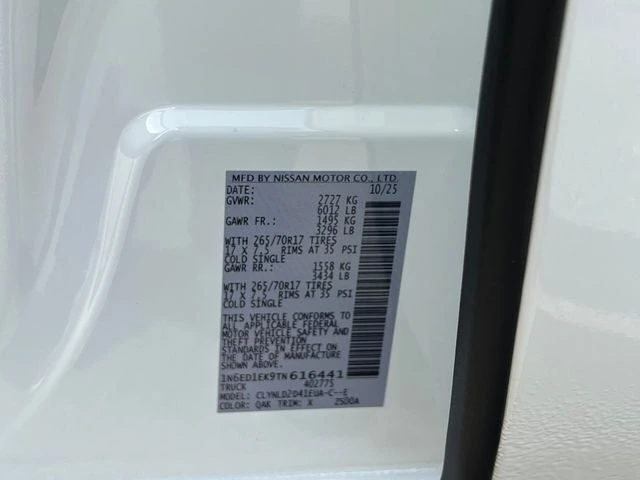 MFD BY NISSAN MOTOR CO., LTD.
DATE: 10/25
GVWR: 2727 KG
6012 LB
GAWR FR.: 1495 KG
3296 LB
WITH 265/70R17 TIRES
17 X 7.5 RIMS AT 35 PSI
COLD SINGLE
GAWR RR.: 1558 KG
3434 LB
WITH 265/70R17 TIRES
17 X 7.5 RIMS AT 35 PSI
COLD SINGLE
THIS VEHICLE CONFORMS TO
ALL APPLICABLE FEDERAL
MOTOR VEHICLE SAFETY AND
THEFT PREVENTION
STANDARDS IN EFFECT ON
THE DATE OF MANUFACTURE
SHOWN ABOVE.
1N6ED1EK9TN616441
TRUCK 402775
MODEL: CLYNLD2D41EUA-C--E
COLOR: QAK TRIM: X